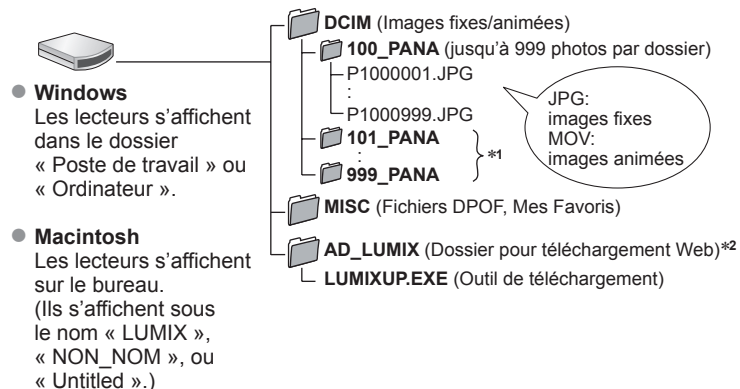 DCIM (Images fixes/animées)
100_PANA (jusqu'à 999 photos par dossier)
P1000001.JPG
:
P1000999.JPG
101_PANA
:
999_PANA
*1
JPG:
images fixes
MOV:
images animées
MISC (Fichiers DPOF, Mes Favoris)
AD_LUMIX (Dossier pour téléchargement Web)*2
LUMIXUP.EXE (Outil de téléchargement)
● Windows
Les lecteurs s'affichent
dans le dossier
« Poste de travail » ou
« Ordinateur ».
● Macintosh
Les lecteurs s'affichent
sur le bureau.
(Ils s'affichent sous
le nom « LUMIX »,
« NON_NOM », ou
« Untitled ».)